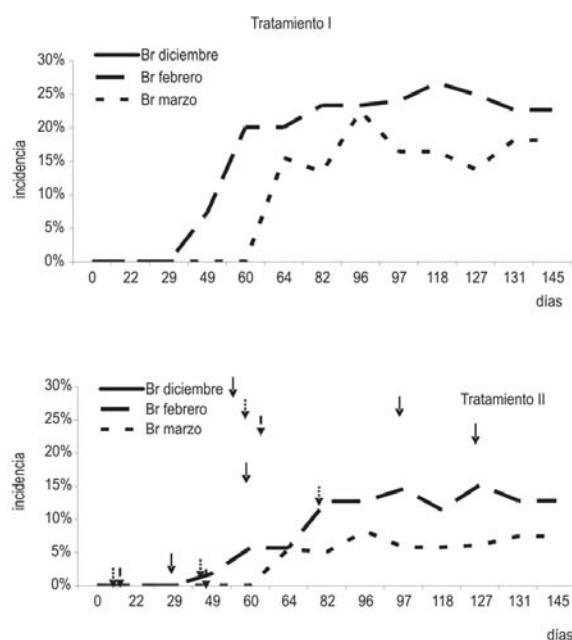 Tratamiento I
Br diciembre
Br febrero
Br marzo
30%
25%
20%
15%
10%
5%
0%
incidencia
0 22 29 49 60 64 82 96 97 118 127 131 145
días
Tratamiento II
Br diciembre
Br febrero
Br marzo
30%
25%
20%
15%
10%
5%
0%
incidencia
0 22 29 49 60 64 82 96 97 118 127 131 145
días